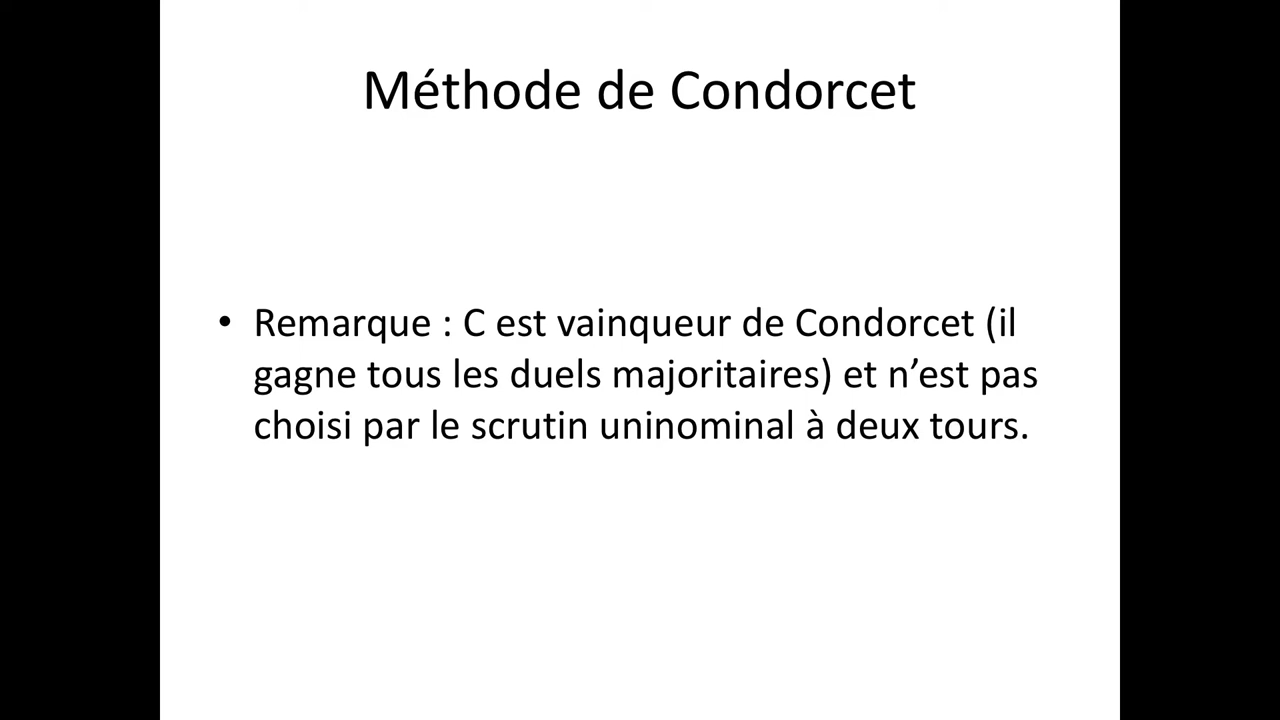 Méthode de Condorcet
• Remarque : C est vainqueur de Condorcet (il
gagne tous les duels majoritaires) et n’est pas
choisi par le scrutin uninominal à deux tours.